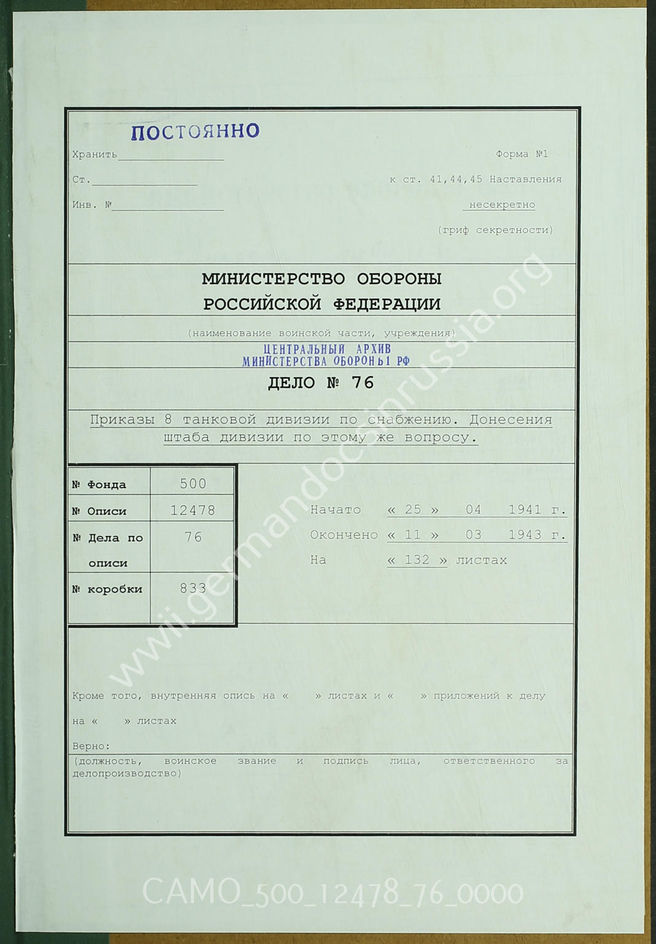 ПОСТОЯННО
Хранить
Форма №1
Ст.
к ст. 41,44,45 Наставления
Инв. №
несекретно
(гриф секретности)
МИНИСТЕРСТВО ОБОРОНЫ
РОССИЙСКОЙ ФЕДЕРАЦИИ
(наименование воинской части, учреждения)
ЦЕНТРАЛЬНЫЙ АРХИВ
МИНИСТЕРСТВА ОБОРОНЫ РФ
ДЕЛО № 76
Приказы 8 танковой дивизии по снабжению. Донесения
штаба дивизии по этому же вопросу.
№ Фонда 500
№ Описи 12478
№ Дела по 76
описи
№ коробки 833
Начато « 25 » 04 1941 г.
Окончено « 11 » 03 1943 г.
На « 132 » листах
Кроме того, внутренняя опись на « » листах и « » приложений к делу
на « » листах
Верно:
(должность, воинское звание и подпись лица, ответственного за
делопроизводство)
www.germandocsinrussia.org
CAMO_500_12478_76_0000